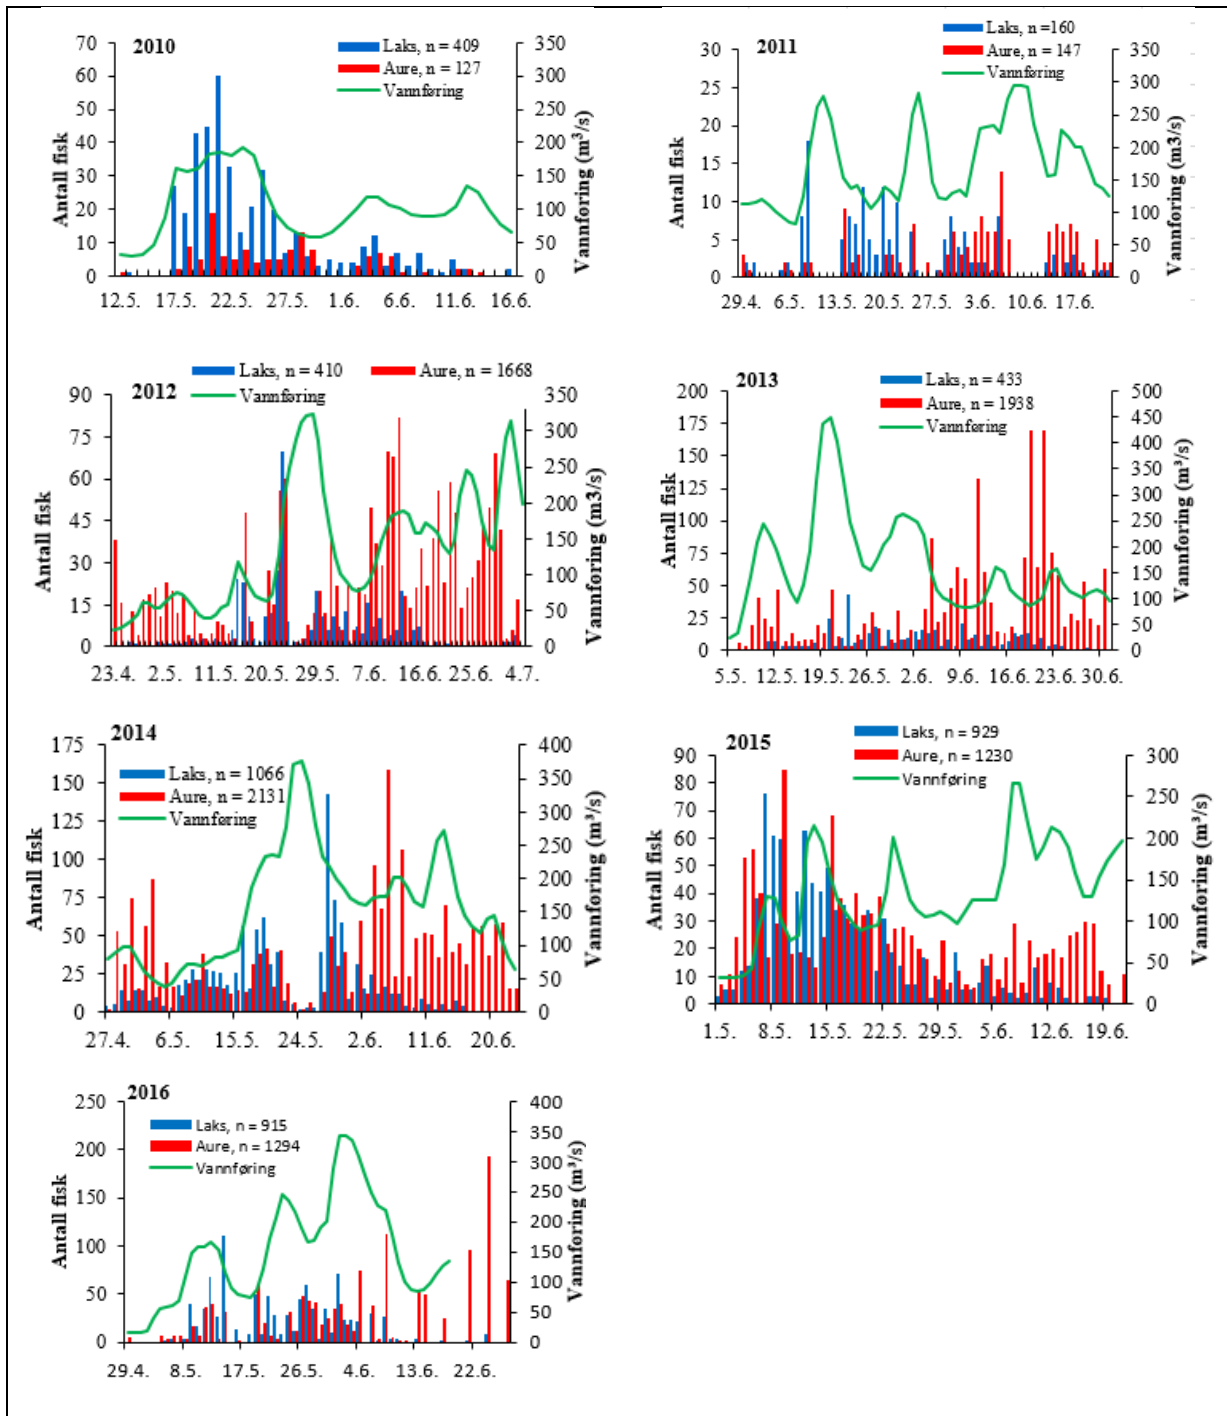 2010
Laks, n = 409
Aure, n = 127
Vannføring
Antall fisk
Vannføring (m³/s)
70 60 50 40 30 20 10 0
350 300 250 200 150 100 50 0
12.5. 17.5. 22.5. 27.5. 1.6. 6.6. 11.6. 16.6.
2011
Laks, n =160
Aure, n = 147
Vannføring
Antall fisk
Vannføring (m3/s)
30 25 20 15 10 5 0
350 300 250 200 150 100 50 0
29.4. 6.5. 13.5. 20.5. 27.5. 3.6. 10.6. 17.6.
2012
Laks, n = 410
Aure, n = 1668
Vannføring
Antall fisk
Vannføring (m3/s)
90 75 60 45 30 15 0
350 300 250 200 150 100 50 0
23.4. 2.5. 11.5. 20.5. 29.5. 7.6. 16.6. 25.6. 4.7.
2013
Laks, n = 433
Aure, n = 1938
Vannføring
Antall fisk
Vannføring (m³/s)
200 175 150 125 100 75 50 25 0
500 450 400 350 300 250 200 150 100 50 0
5.5. 12.5. 19.5. 26.5. 2.6. 9.6. 16.6. 23.6. 30.6.
2014
Laks, n = 1066
Aure, n = 2131
Vannføring
Antall fisk
Vannføring (m³/s)
175 150 125 100 75 50 25 0
400 350 300 250 200 150 100 50 0
27.4. 6.5. 15.5. 24.5. 2.6. 11.6. 20.6.
2015
Laks, n = 929
Aure, n = 1230
Vannføring
Antall fisk
Vannføring (m³/s)
90 80 70 60 50 40 30 20 10 0
300 250 200 150 100 50 0
1.5. 8.5. 15.5. 22.5. 29.5. 5.6. 12.6. 19.6.
2016
Laks, n = 915
Aure, n = 1294
Vannføring
Antall fisk
Vannføring (m³/s)
250 200 150 100 50 0
400 350 300 250 200 150 100 50 0
29.4. 8.5. 17.5. 26.5. 4.6. 13.6. 22.6.